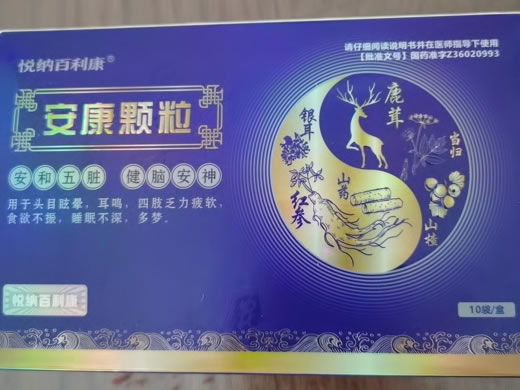 悦纳百利康®
请仔细阅读说明书并在医师指导下使用
【批准文号】国药准字Z36020993
安康颗粒
安和五脏 健脑安神
用于头目眩晕，耳鸣，四肢乏力疲软，
食欲不振，睡眠不深，多梦。
鹿茸
银耳
当归
山药
红参
山楂
悦纳百利康
10袋/盒